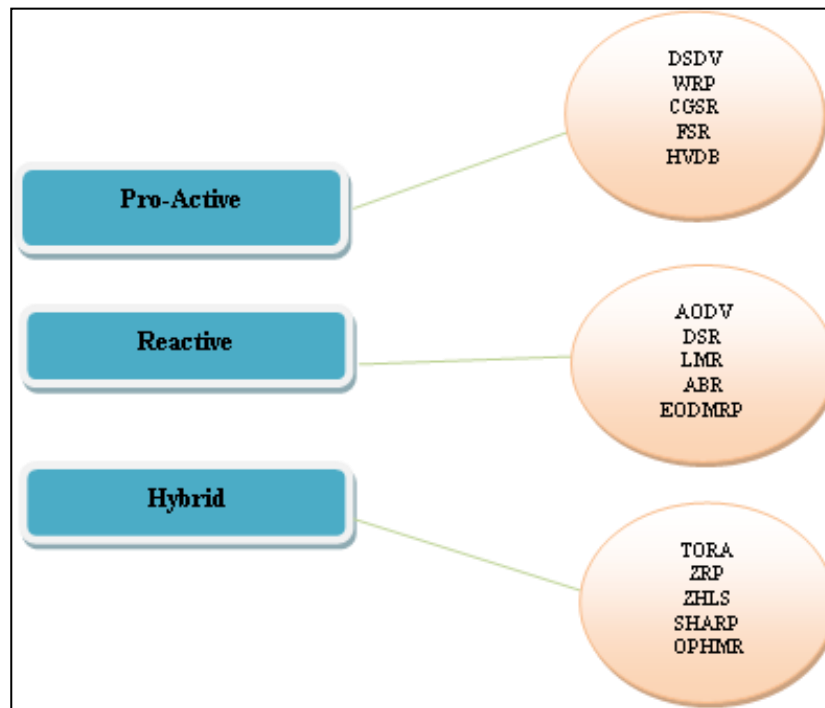 Pro-Active
DSDV
WRP
CGSR
FSR
HVDB
Reactive
AODV
DSR
LMR
ABR
EODMRP
Hybrid
TORA
ZRP
ZHLS
SHARP
OPHMR